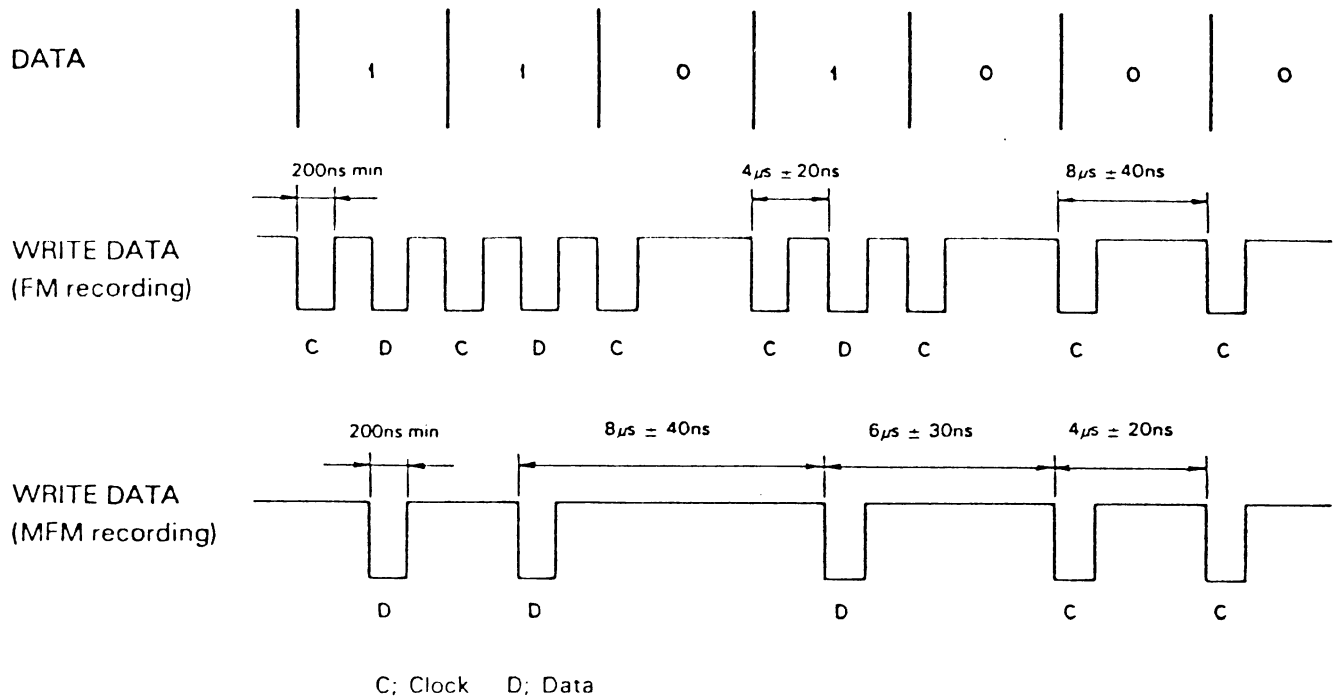 DATA 1 1 0 1 0 0 0
200ns min 4μs ± 20ns 8μs ± 40ns
WRITE DATA
(FM recording)
C D C D C C D C C C
200ns min 8μs ± 40ns 6μs ± 30ns 4μs ± 20ns
WRITE DATA
(MFM recording)
D D D C C
C; Clock D; Data